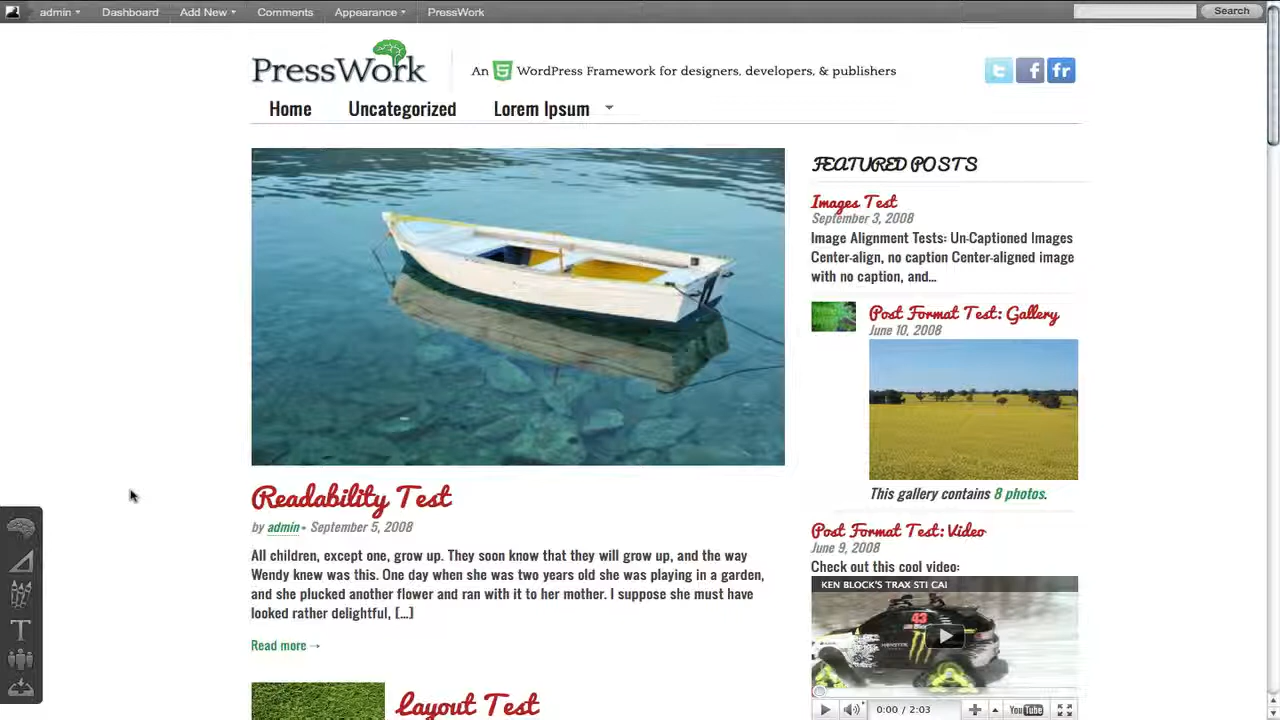 admin Dashboard Add New Comments Appearance PressWork Search
PressWork
An 5 WordPress Framework for designers, developers, & publishers
t f fr
Home Uncategorized Lorem Ipsum
Readability Test
by admin • September 5, 2008
All children, except one, grow up. They soon know that they will grow up, and the way
Wendy knew was this. One day when she was two years old she was playing in a garden,
and she plucked another flower and ran with it to her mother. I suppose she must have
looked rather delightful, [...]
Read more →
Layout Test
FEATURED POSTS
Images Test
September 3, 2008
Image Alignment Tests: Un-Captioned Images
Center-align, no caption Center-aligned image
with no caption, and...
Post Format Test: Gallery
June 10, 2008
This gallery contains 8 photos.
Post Format Test: Video
June 9, 2008
Check out this cool video:
KEN BLOCK'S TRAX STI CAI
43
0:00 / 2:03 YouTube
T